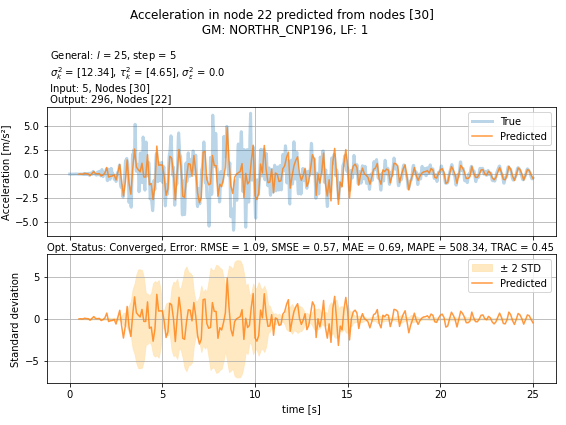 Acceleration in node 22 predicted from nodes [30]
GM: NORTHR_CNP196, LF: 1
General: l = 25, step = 5
σ²ₖ = [12.34], τ²ₖ = [4.65], σ²ε = 0.0
Input: 5, Nodes [30]
Output: 296, Nodes [22]
Acceleration [m/s²]
5.0
2.5
0.0
−2.5
−5.0
True
Predicted
Opt. Status: Converged, Error: RMSE = 1.09, SMSE = 0.57, MAE = 0.69, MAPE = 508.34, TRAC = 0.45
Standard deviation
5
0
−5
± 2 STD
Predicted
0 5 10 15 20 25
time [s]